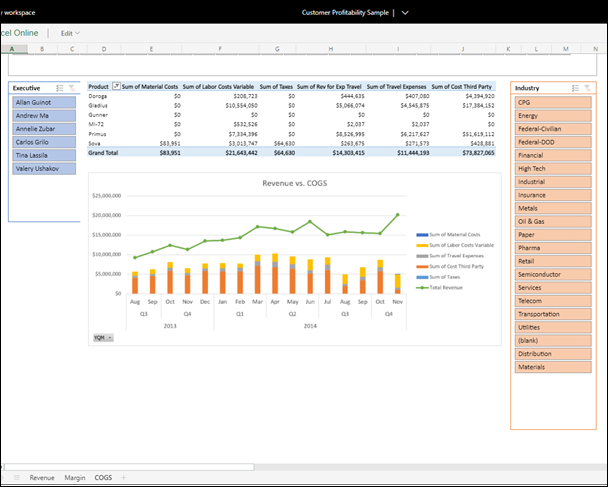 r workspace
Customer Profitability Sample |
cel Online | Edit
A B C D E F G H I J K L M N
Executive
Allan Guinot
Andrew Ma
Annelie Zubar
Carlos Grilo
Tina Lassila
Valery Ushakov
Product Sum of Material Costs Sum of Labor Costs Variable Sum of Taxes Sum of Rev for Exp Travel Sum of Travel Expenses Sum of Cost Third Party
Doroga $0 $208,723 $0 $444,635 $407,080 $4,394,920
Gladius $0 $10,554,050 $0 $5,066,074 $4,545,875 $17,384,152
Gunner $0 $0 $0 $0 $0 $0
MI-72 $0 $532,526 $0 $2,037 $2,037 $0
Primus $0 $7,334,396 $0 $8,526,995 $6,217,627 $51,619,112
Sova $83,951 $3,013,747 $64,630 $263,675 $271,573 $428,881
Grand Total $83,951 $21,643,442 $64,630 $14,303,415 $11,444,193 $73,827,065
Revenue vs. COGS
$25,000,000
$20,000,000
$15,000,000
$10,000,000
$5,000,000
$0
Aug Sep Oct Nov Dec Jan Feb Mar Apr May Jun Jul Aug Sep Oct Nov
Q3 Q4 Q1 Q2 Q3 Q4
2013 2014
Sum of Material Costs
Sum of Labor Costs Variable
Sum of Travel Expenses
Sum of Cost Third Party
Sum of Taxes
Total Revenue
YQM
Industry
CPG
Energy
Federal-Civilian
Federal-DOD
Financial
High Tech
Industrial
Insurance
Metals
Oil & Gas
Paper
Pharma
Retail
Semiconductor
Services
Telecom
Transportation
Utilities
(blank)
Distribution
Materials
Revenue Margin COGS